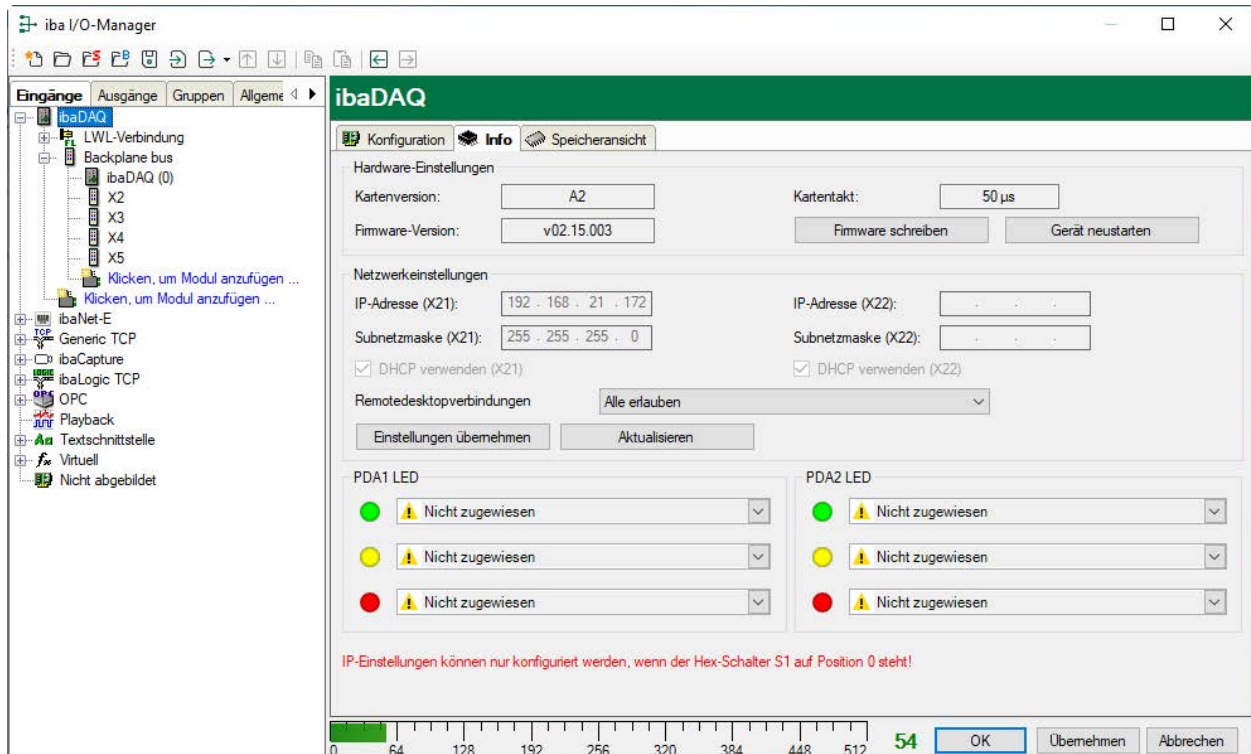 iba I/O-Manager
Eingänge Ausgänge Gruppen Allgeme
ibaDAQ
LWL-Verbindung
Backplane bus
ibaDAQ (0)
X2
X3
X4
X5
Klicken, um Modul anzufügen ...
Klicken, um Modul anzufügen ...
ibaNet-E
Generic TCP
ibaCapture
ibaLogic TCP
OPC
Playback
Textschnittstelle
Virtuell
Nicht abgebildet
ibaDAQ
Konfiguration Info Speicheransicht
Hardware-Einstellungen
Kartenversion: A2 Kartentakt: 50 µs
Firmware-Version: v02.15.003 Firmware schreiben Gerät neustarten
Netzwerkeinstellungen
IP-Adresse (X21): 192 . 168 . 21 . 172 IP-Adresse (X22): . . .
Subnetzmaske (X21): 255 . 255 . 255 . 0 Subnetzmaske (X22): . . .
DHCP verwenden (X21) DHCP verwenden (X22)
Remotedesktopverbindungen Alle erlauben
Einstellungen übernehmen Aktualisieren
PDA1 LED PDA2 LED
Nicht zugewiesen Nicht zugewiesen
Nicht zugewiesen Nicht zugewiesen
Nicht zugewiesen Nicht zugewiesen
IP-Einstellungen können nur konfiguriert werden, wenn der Hex-Schalter S1 auf Position 0 steht!
0 64 128 192 256 320 384 448 512 54 OK Übernehmen Abbrechen